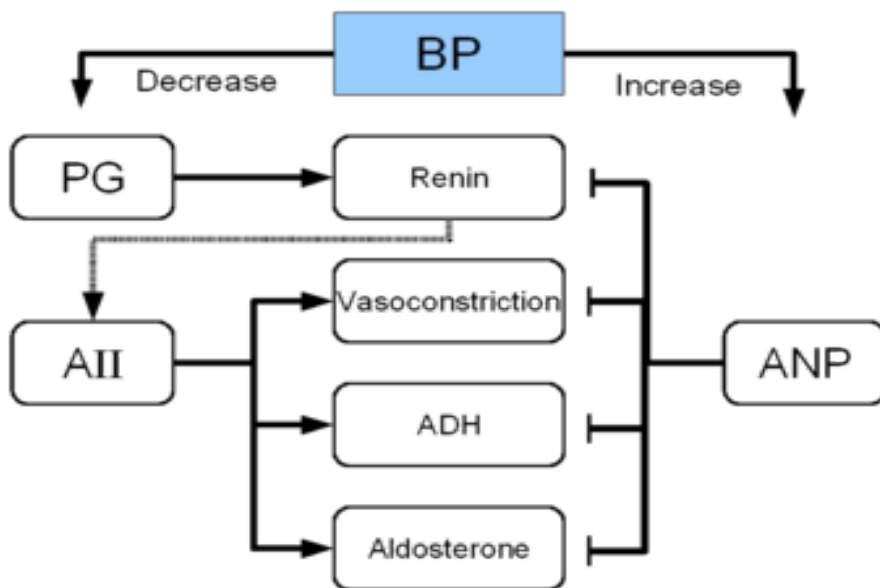 BP
Decrease
Increase
PG
Renin
Vasoconstriction
AII
ANP
ADH
Aldosterone